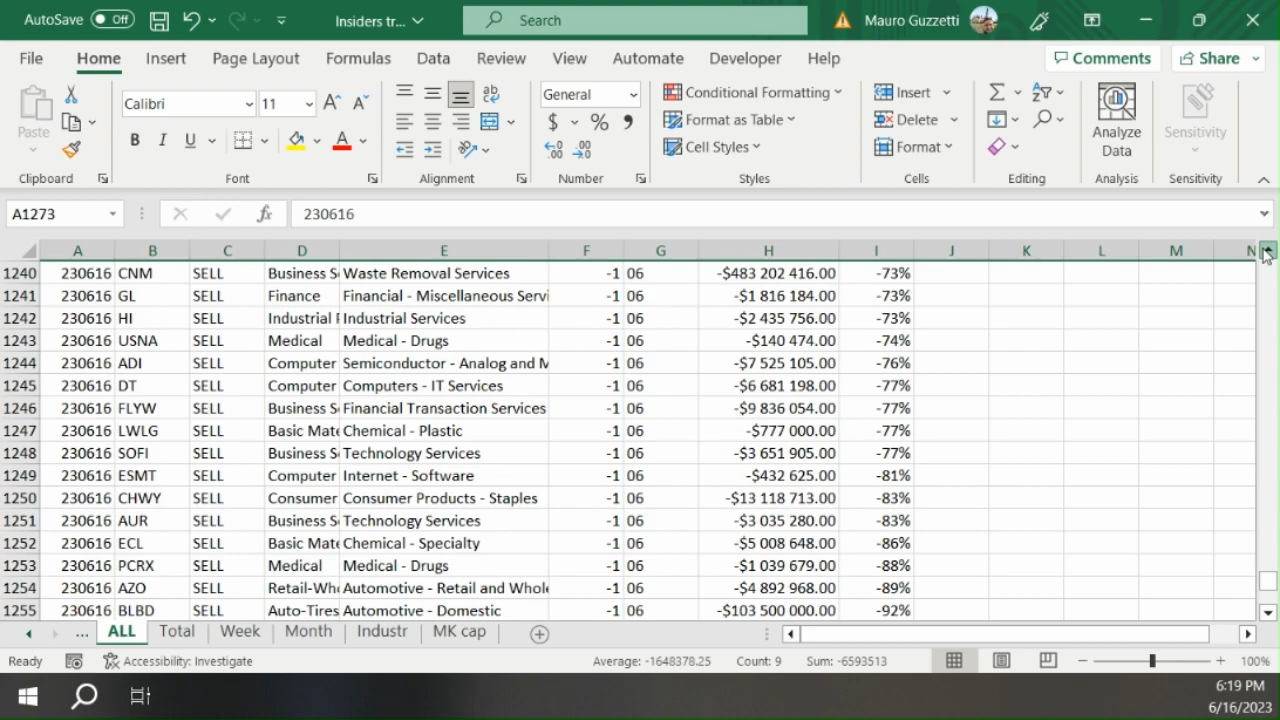 AutoSave Off Insiders tr... Search Mauro Guzzetti
File Home Insert Page Layout Formulas Data Review View Automate Developer Help Comments Share
Paste Calibri 11 A A ab General Conditional Formatting Insert Analyze Data Sensitivity
B I U A $ % Format as Table Delete
Cell Styles Format
Clipboard Font Alignment Number Styles Cells Editing Analysis Sensitivity
A1273 fx 230616
A B C D E F G H I J K L M N
1240 230616 CNM SELL Business S Waste Removal Services -1 06 -$483 202 416.00 -73%
1241 230616 GL SELL Finance Financial - Miscellaneous Servi -1 06 -$1 816 184.00 -73%
1242 230616 HI SELL Industrial Industrial Services -1 06 -$2 435 756.00 -73%
1243 230616 USNA SELL Medical Medical - Drugs -1 06 -$140 474.00 -74%
1244 230616 ADI SELL Computer Semiconductor - Analog and M -1 06 -$7 525 105.00 -76%
1245 230616 DT SELL Computer Computers - IT Services -1 06 -$6 681 198.00 -77%
1246 230616 FLYW SELL Business S Financial Transaction Services -1 06 -$9 836 054.00 -77%
1247 230616 LWLG SELL Basic Mate Chemical - Plastic -1 06 -$777 000.00 -77%
1248 230616 SOFI SELL Business S Technology Services -1 06 -$3 651 905.00 -77%
1249 230616 ESMT SELL Computer Internet - Software -1 06 -$432 625.00 -81%
1250 230616 CHWY SELL Consumer Consumer Products - Staples -1 06 -$13 118 713.00 -83%
1251 230616 AUR SELL Business S Technology Services -1 06 -$3 035 280.00 -83%
1252 230616 ECL SELL Basic Mate Chemical - Specialty -1 06 -$5 008 648.00 -86%
1253 230616 PCRX SELL Medical Medical - Drugs -1 06 -$1 039 679.00 -88%
1254 230616 AZO SELL Retail-Who Automotive - Retail and Whole -1 06 -$4 892 968.00 -89%
1255 230616 BLBD SELL Auto-Tires Automotive - Domestic -1 06 -$103 500 000.00 -92%
... ALL Total Week Month Industr MK cap
Ready Accessibility: Investigate Average: -1648378.25 Count: 9 Sum: -6593513 100%
6:19 PM
6/16/2023